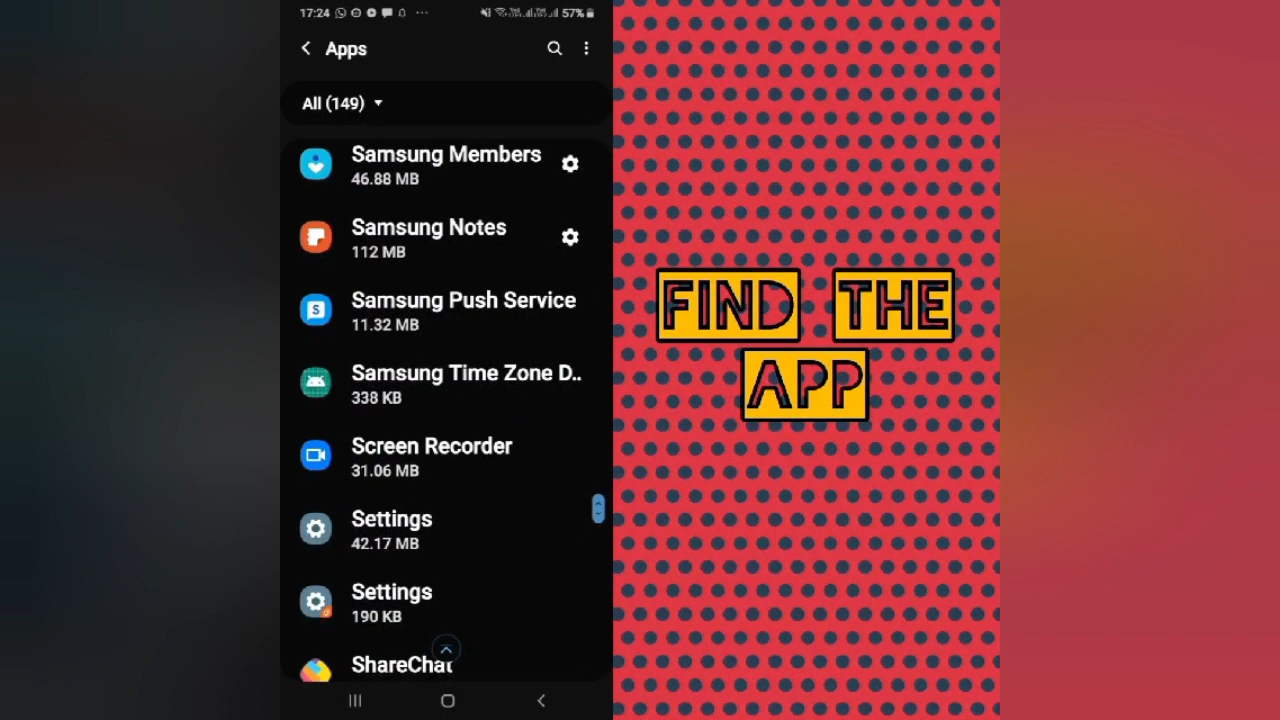 17:24
57%
Apps
All (149)
Samsung Members
46.88 MB
Samsung Notes
112 MB
Samsung Push Service
11.32 MB
Samsung Time Zone D..
338 KB
Screen Recorder
31.06 MB
Settings
42.17 MB
Settings
190 KB
ShareChat
FIND THE
APP